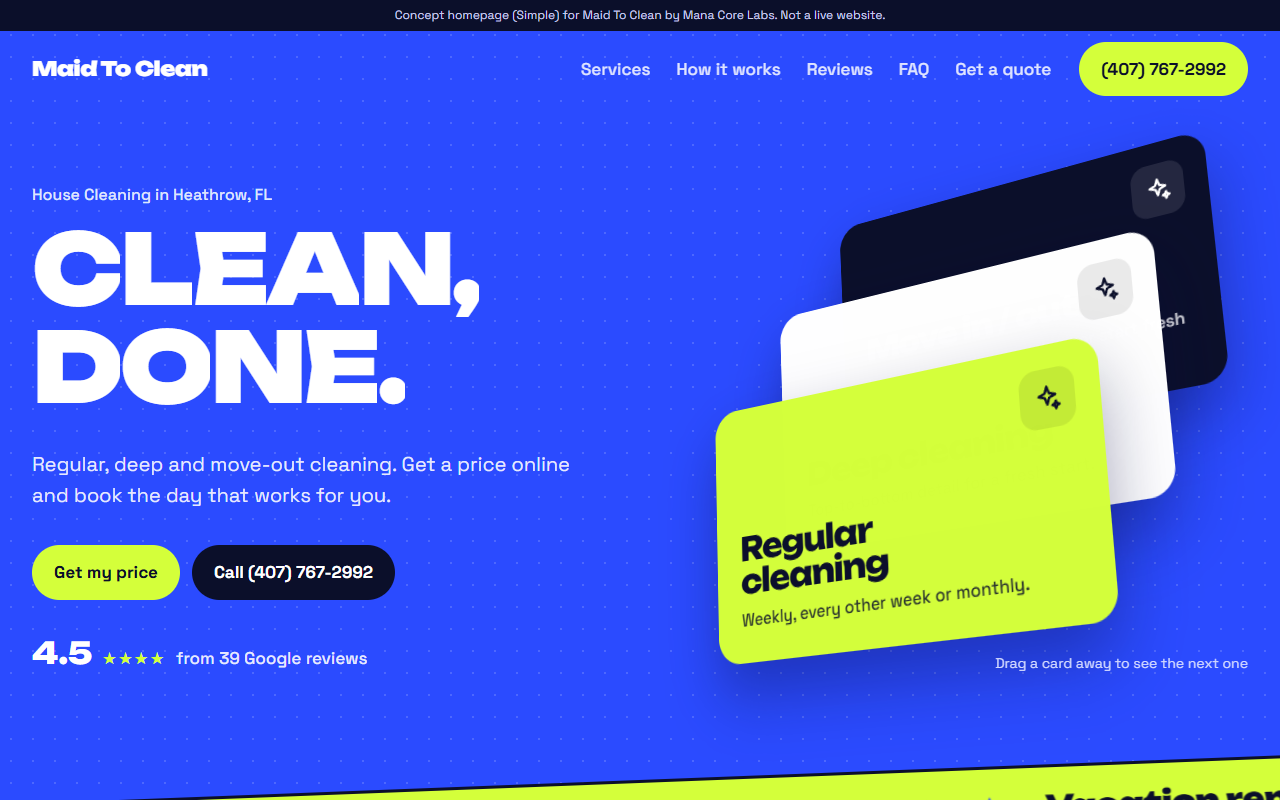 Concept homepage (Simple) for Maid To Clean by Mana Core Labs. Not a live website.
Maid To Clean
Services
How it works
Reviews
FAQ
Get a quote
(407) 767-2992
House Cleaning in Heathrow, FL
CLEAN,
DONE.
Regular, deep and move-out cleaning. Get a price online
and book the day that works for you.
Get my price
Call (407) 767-2992
4.5 ★★★★ from 39 Google reviews
Regular
cleaning
Weekly, every other week or monthly.
Drag a card away to see the next one